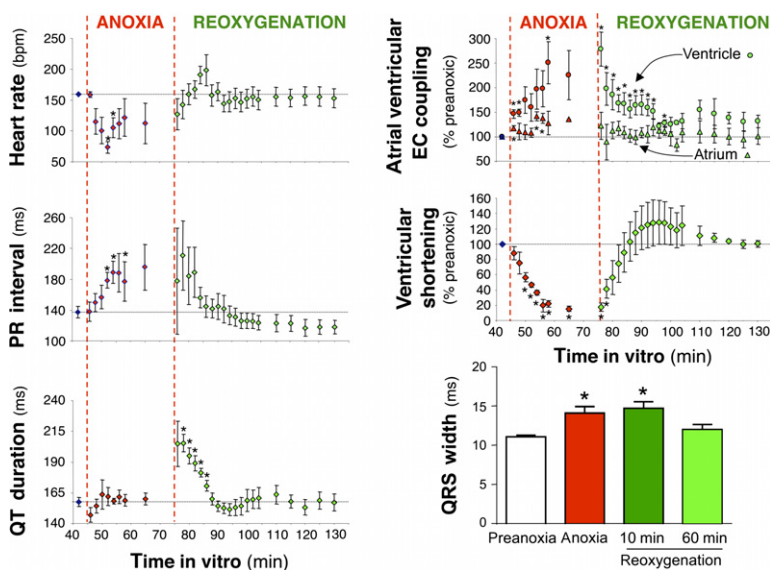 ANOXIA REOXYGENATION
Heart rate (bpm)
250
200
150
100
50
PR interval (ms)
260
220
180
140
100
QT duration (ms)
240
215
190
165
140
40 50 60 70 80 90 100 110 120 130
Time in vitro (min)
ANOXIA REOXYGENATION
Atrial ventricular
EC coupling
(% preanoxic)
300
250
200
150
100
50
Ventricle
Atrium
Ventricular
shortening
(% preanoxic)
160
140
120
100
80
60
40
20
0
40 50 60 70 80 90 100 110 120 130
Time in vitro (min)
QRS width (ms)
20
15
10
5
0
* *
Preanoxia Anoxia 10 min 60 min
Reoxygenation